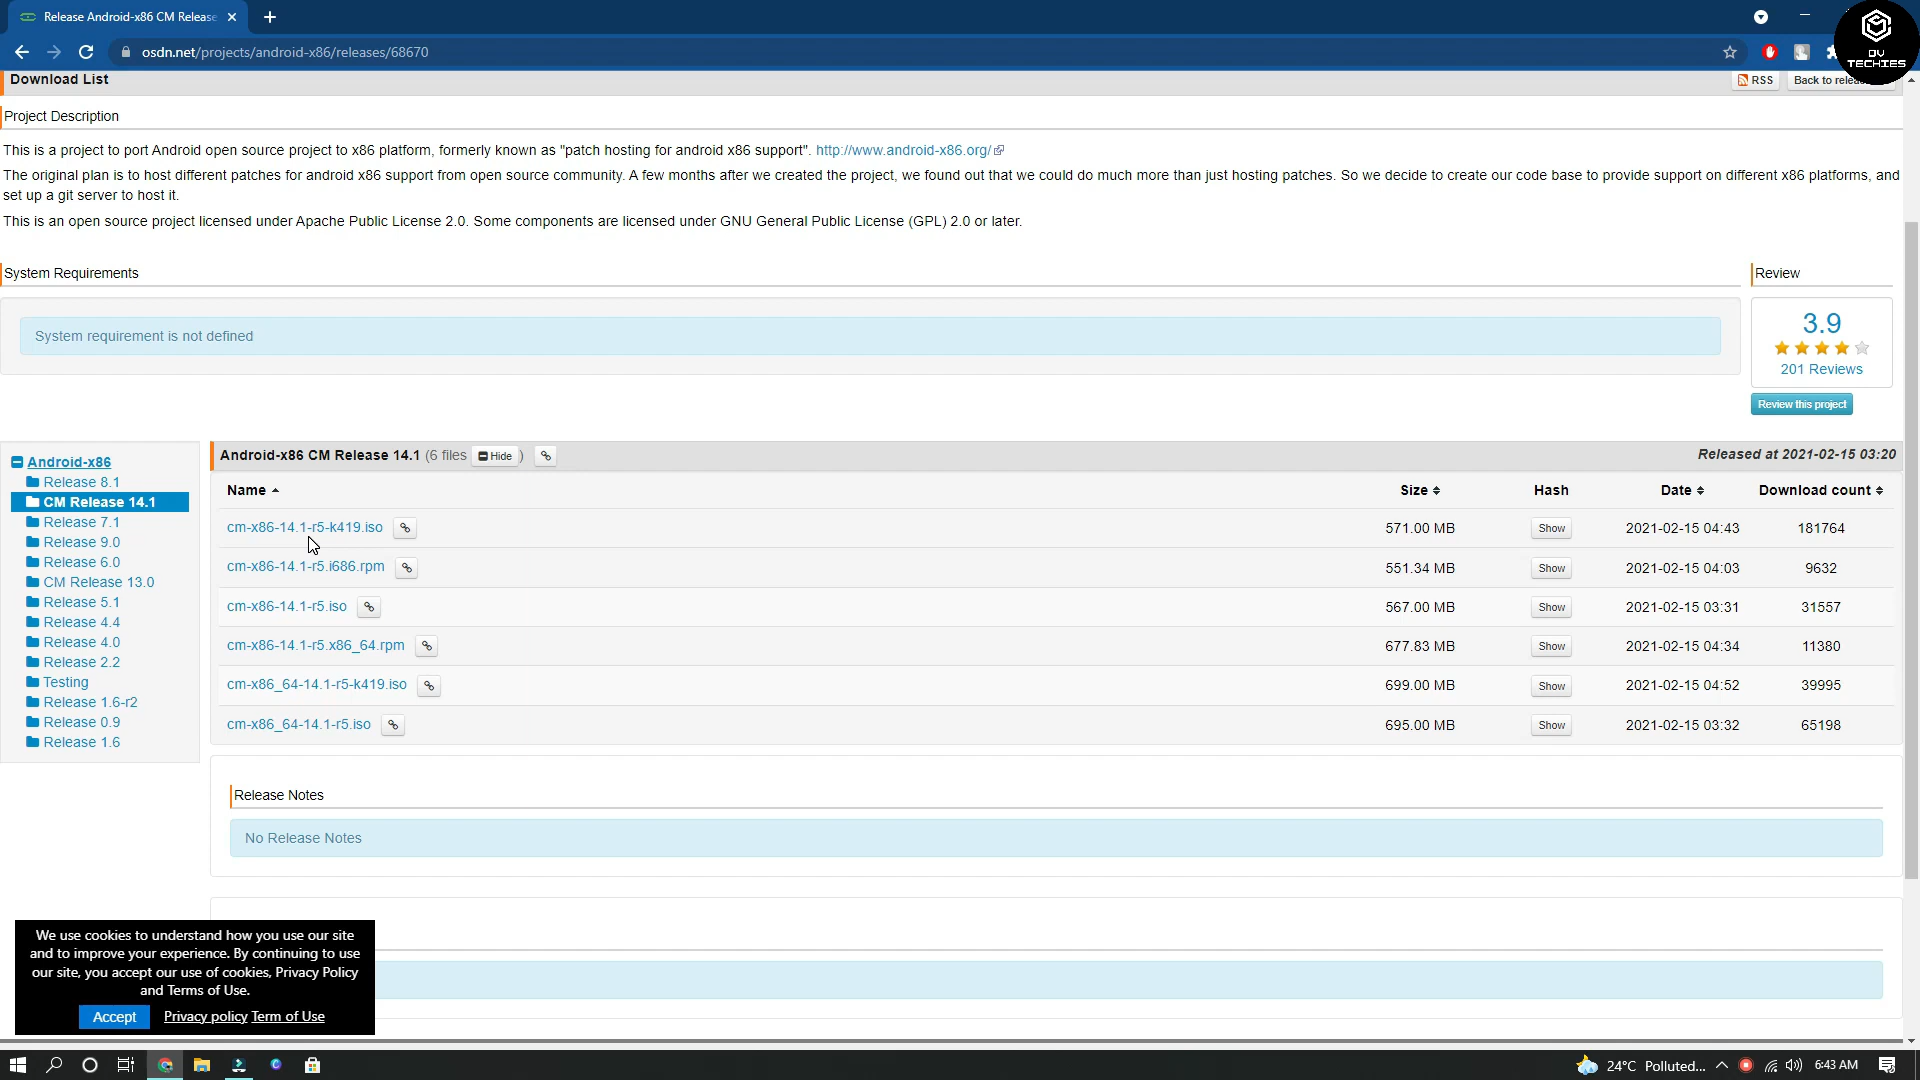 Release Android-x86 CM Release
osdn.net/projects/android-x86/releases/68670
DV
TECHIES
Download List
RSS
Back to relea
Project Description
This is a project to port Android open source project to x86 platform, formerly known as "patch hosting for android x86 support". http://www.android-x86.org/
The original plan is to host different patches for android x86 support from open source community. A few months after we created the project, we found out that we could do much more than just hosting patches. So we decide to create our code base to provide support on different x86 platforms, and
set up a git server to host it.
This is an open source project licensed under Apache Public License 2.0. Some components are licensed under GNU General Public License (GPL) 2.0 or later.
System Requirements
Review
System requirement is not defined
3.9
201 Reviews
Review this project
Android-x86
Release 8.1
CM Release 14.1
Release 7.1
Release 9.0
Release 6.0
CM Release 13.0
Release 5.1
Release 4.4
Release 4.0
Release 2.2
Testing
Release 1.6-r2
Release 0.9
Release 1.6
Android-x86 CM Release 14.1 (6 files Hide )
Released at 2021-02-15 03:20
Name Size Hash Date Download count
cm-x86-14.1-r5-k419.iso 571.00 MB Show 2021-02-15 04:43 181764
cm-x86-14.1-r5.i686.rpm 551.34 MB Show 2021-02-15 04:03 9632
cm-x86-14.1-r5.iso 567.00 MB Show 2021-02-15 03:31 31557
cm-x86-14.1-r5.x86_64.rpm 677.83 MB Show 2021-02-15 04:34 11380
cm-x86_64-14.1-r5-k419.iso 699.00 MB Show 2021-02-15 04:52 39995
cm-x86_64-14.1-r5.iso 695.00 MB Show 2021-02-15 03:32 65198
Release Notes
No Release Notes
We use cookies to understand how you use our site
and to improve your experience. By continuing to use
our site, you accept our use of cookies, Privacy Policy
and Terms of Use.
Accept Privacy policy Term of Use
24°C Polluted... 6:43 AM